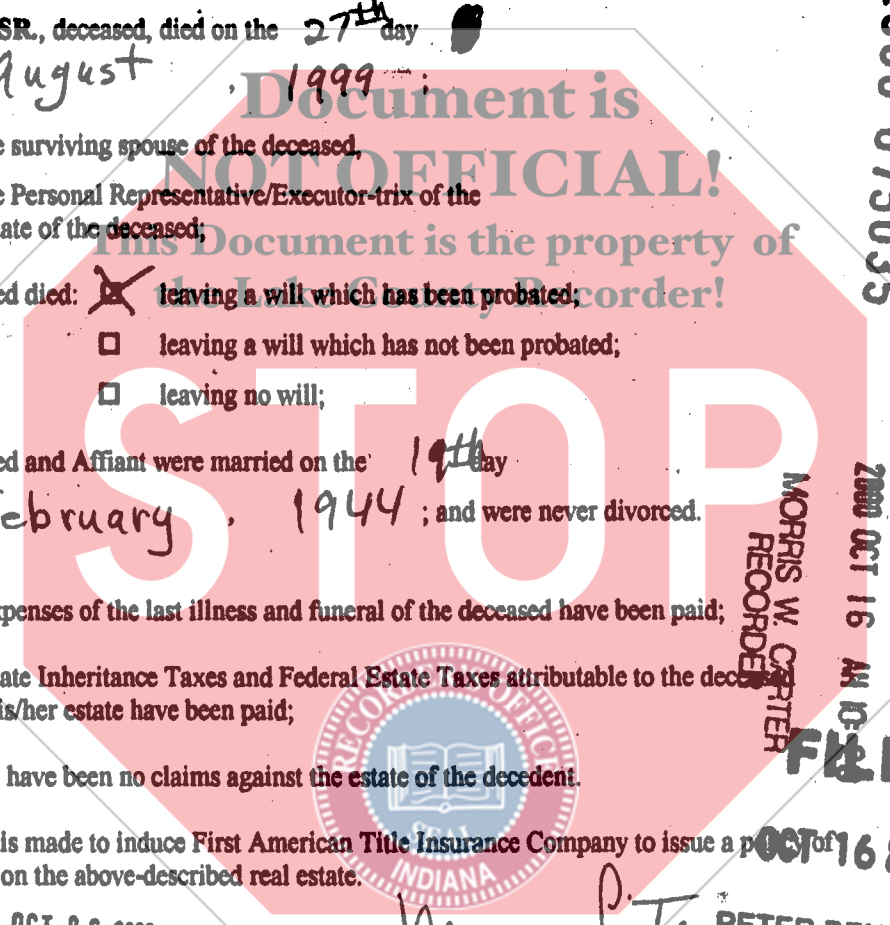 SR., deceased, died on the 27th day
August, 1999;
surviving spouse of the deceased,
Personal Representative/Executor-trix of the
ate of the deceased;
ed died: leaving a will which has been probated;
leaving a will which has not been probated;
leaving no will;
ed and Affiant were married on the 19th day
ebruary, 1944; and were never divorced.
penses of the last illness and funeral of the deceased have been paid;
ate Inheritance Taxes and Federal Estate Taxes attributable to the deceased
is/her estate have been paid;
have been no claims against the estate of the decedent.
is made to induce First American Title Insurance Company to issue a policy of
on the above-described real estate.
Document is
NOT OFFICIAL!
This Document is the property of
the Lake County Recorder!
STOP
SEAL
INDIANA
MORRIS W. CARTER
RECORDER
2000 OCT 16
075035
OCT 16